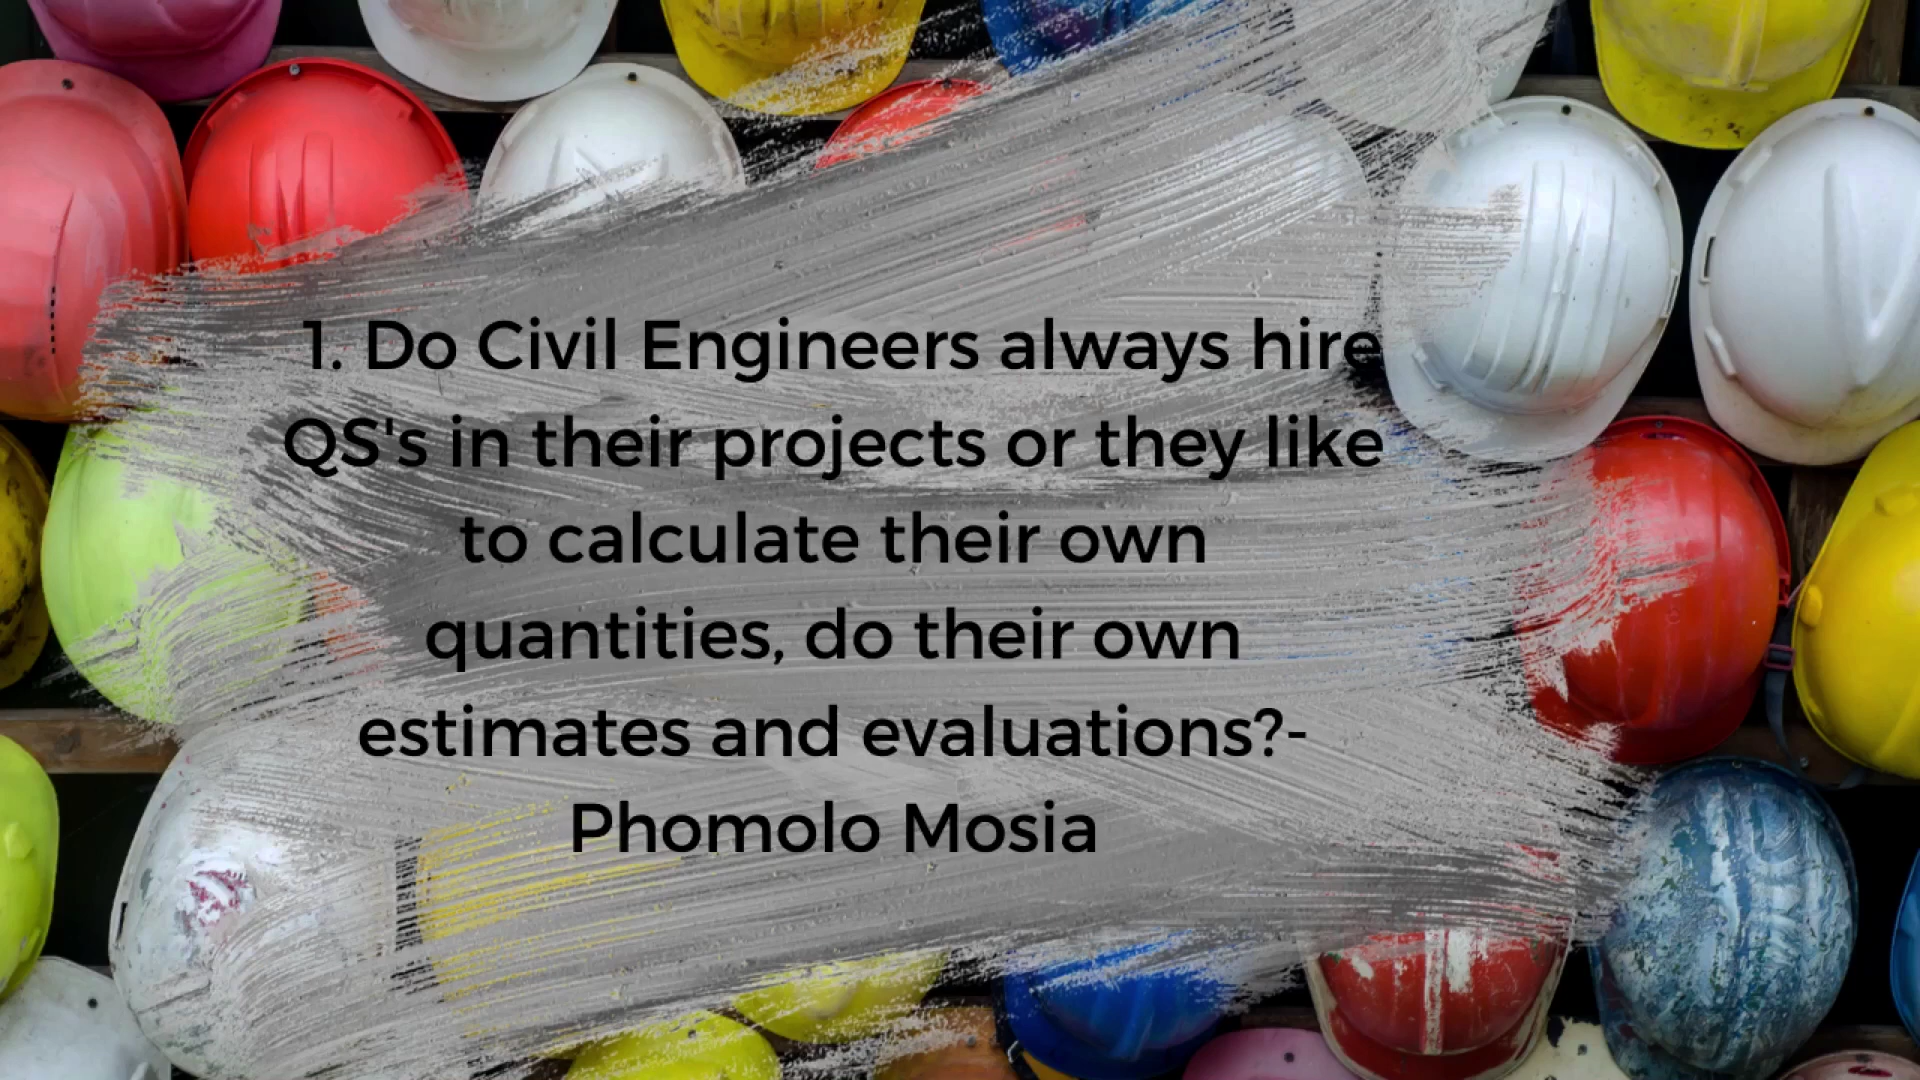 1. Do Civil Engineers always hire
QS's in their projects or they like
to calculate their own
quantities, do their own
estimates and evaluations?-
Phomolo Mosia